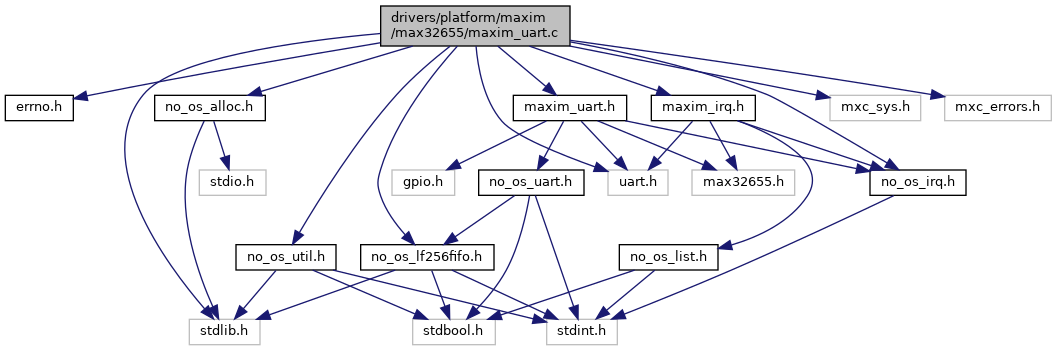 drivers/platform/maxim
/max32655/maxim_uart.c
errno.h
no_os_alloc.h
maxim_uart.h
maxim_irq.h
mxc_sys.h
mxc_errors.h
stdio.h
gpio.h
no_os_uart.h
uart.h
max32655.h
no_os_irq.h
no_os_util.h
no_os_lf256fifo.h
no_os_list.h
stdlib.h
stdbool.h
stdint.h